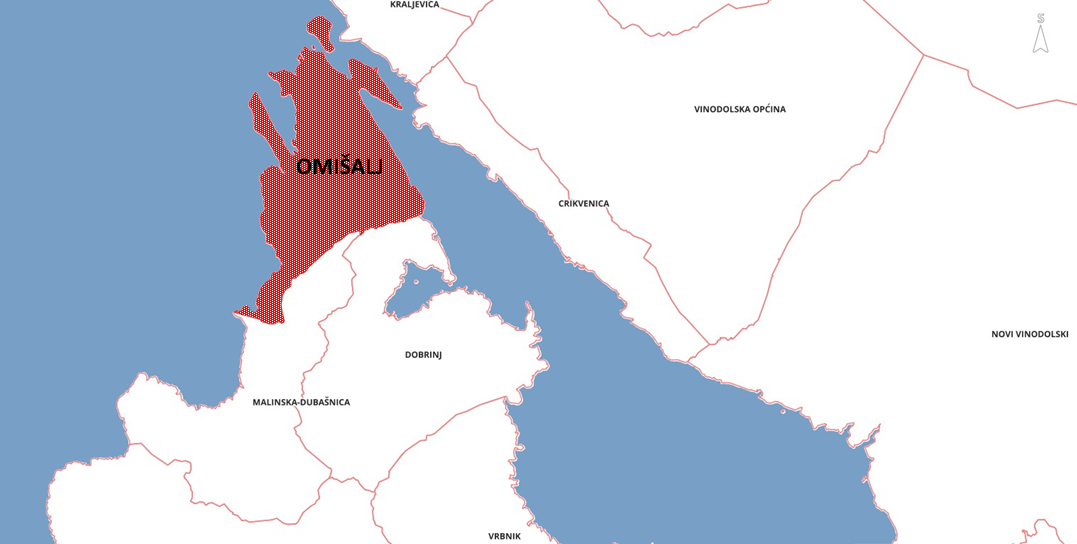 KRALJEVICA
S
VINODOLSKA OPĆINA
OMIŠALJ
CRIKVENICA
NOVI VINODOLSKI
DOBRINJ
MALINSKA-DUBAŠNICA
VRBNIK